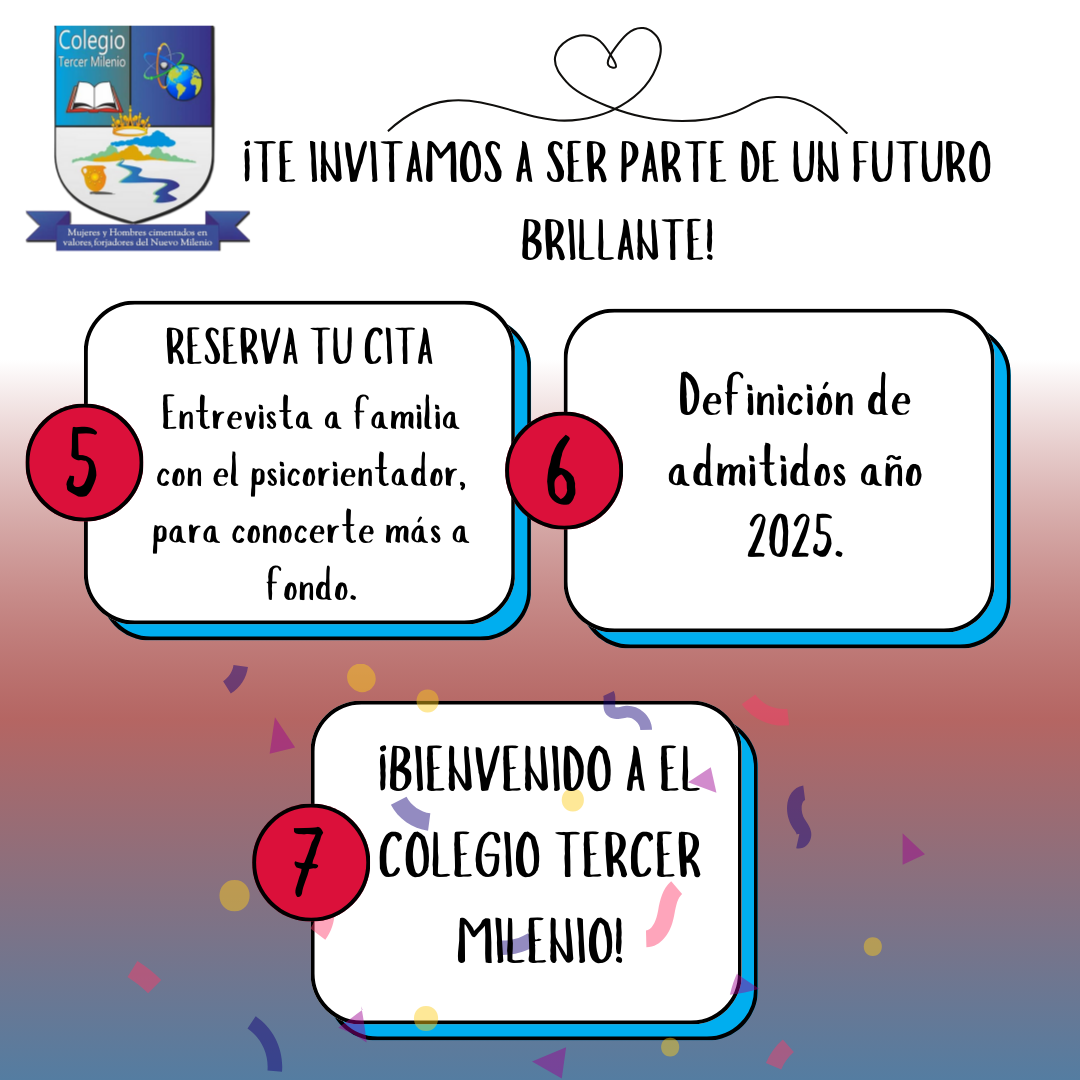 Colegio
Tercer Milenio
Mujeres y Hombres cimentados en
valores,forjadores del Nuevo Milenio
¡TE INVITAMOS A SER PARTE DE UN FUTURO
BRILLANTE!
5
RESERVA TU CITA
Entrevista a familia
con el psicorientador,
para conocerte más a
fondo.
6
Definición de
admitidos año
2025.
7
¡BIENVENIDO A EL
COLEGIO TERCER
MILENIO!